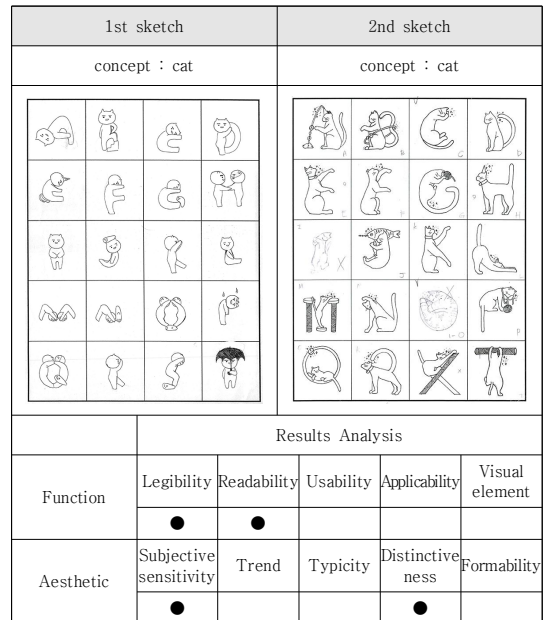 1st sketch
2nd sketch
concept : cat
concept : cat
A
B
C
D
E
F
G
H
J
M
P
Results Analysis
Function
Legibility
Readability
Usability
Applicability
Visual
element
● ●
Aesthetic
Subjective
sensitivity
Trend
Typicity
Distinctive
ness
Formability
● ●